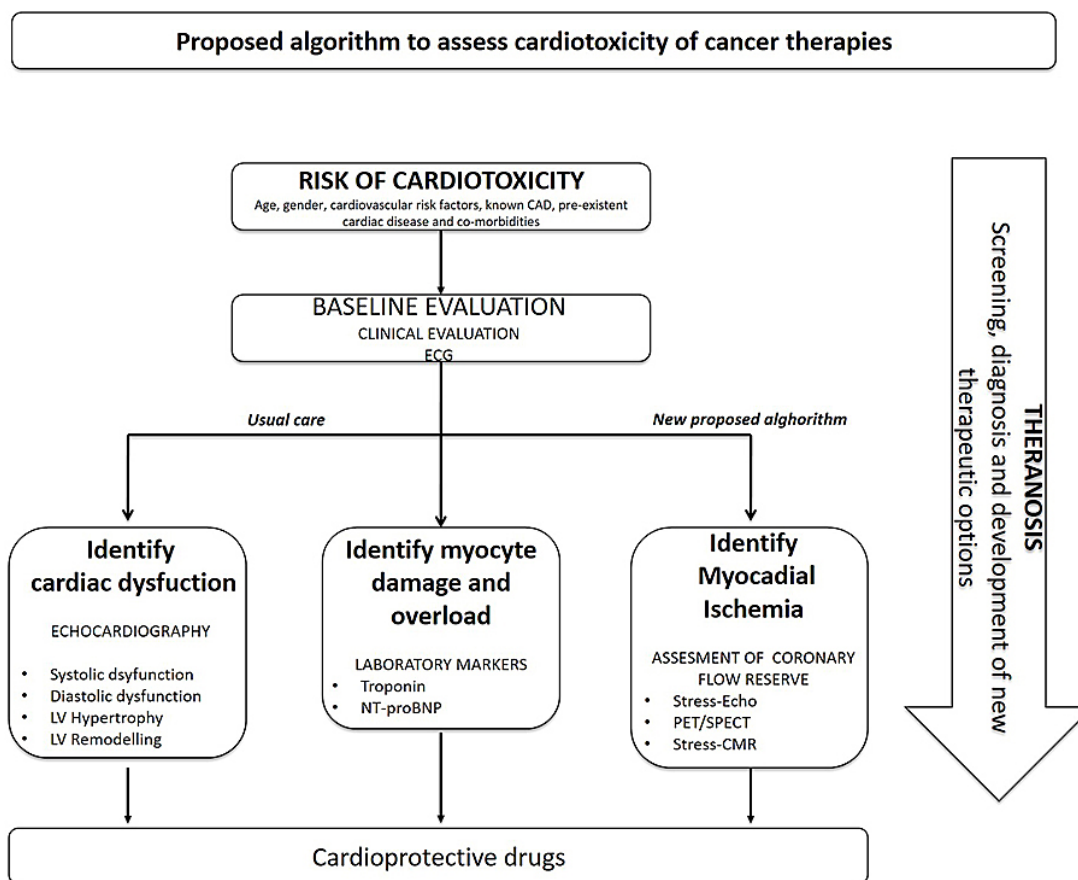 Proposed algorithm to assess cardiotoxicity of cancer therapies
RISK OF CARDIOTOXICITY
Age, gender, cardiovascular risk factors, known CAD, pre-existent
cardiac disease and co-morbidities
BASELINE EVALUATION
CLINICAL EVALUATION
ECG
Usual care
New proposed alghorithm
Identify
cardiac dysfuction
ECHOCARDIOGRAPHY
• Systolic dsyfunction
• Diastolic dysfunction
• LV Hypertrophy
• LV Remodelling
Identify myocyte
damage and
overload
LABORATORY MARKERS
• Troponin
• NT-proBNP
Identify
Myocadial
Ischemia
ASSESMENT OF CORONARY
FLOW RESERVE
• Stress-Echo
• PET/SPECT
• Stress-CMR
Cardioprotective drugs
THERANOSIS
Screening, diagnosis and development of new
therapeutic options